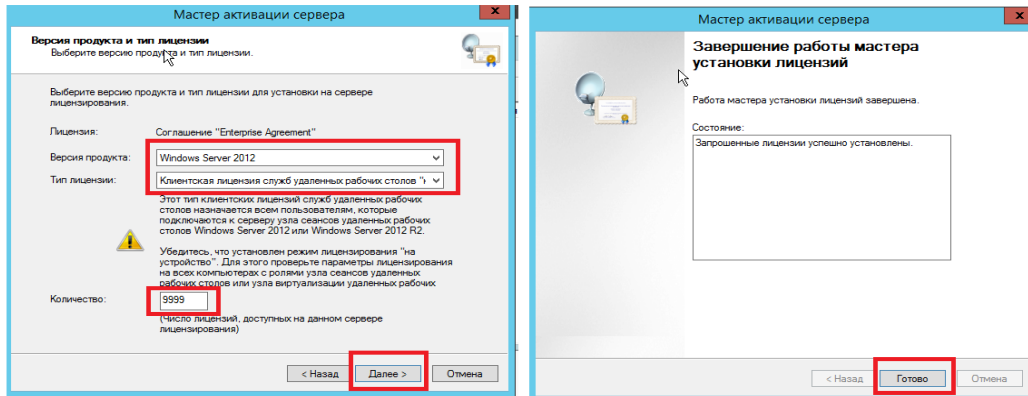 Мастер активации сервера
x
Версия продукта и тип лицензии
Выберите версию продукта и тип лицензии.
Выберите версию продукта и тип лицензии для установки на сервере
лицензирования.
Лицензия: Соглашение "Enterprise Agreement"
Версия продукта: Windows Server 2012
Тип лицензии: Клиентская лицензия служб удаленных рабочих столов "
Этот тип клиентских лицензий служб удаленных рабочих
столов назначается всем пользователям, которые
подключаются к серверу узла сеансов удаленных рабочих
столов Windows Server 2012 или Windows Server 2012 R2.
Убедитесь, что установлен режим лицензирования "на
устройство". Для этого проверьте параметры лицензирования
на всех компьютерах с ролями узла сеансов удаленных
рабочих столов или узла виртуализации удаленных рабочих
Количество: 9999
(Число лицензий, доступных на данном сервере
лицензирования)
< Назад Далее > Отмена
Мастер активации сервера
x
Завершение работы мастера
установки лицензий
Работа мастера установки лицензий завершена.
Состояние:
Запрошенные лицензии успешно установлены.
< Назад Готово Отмена